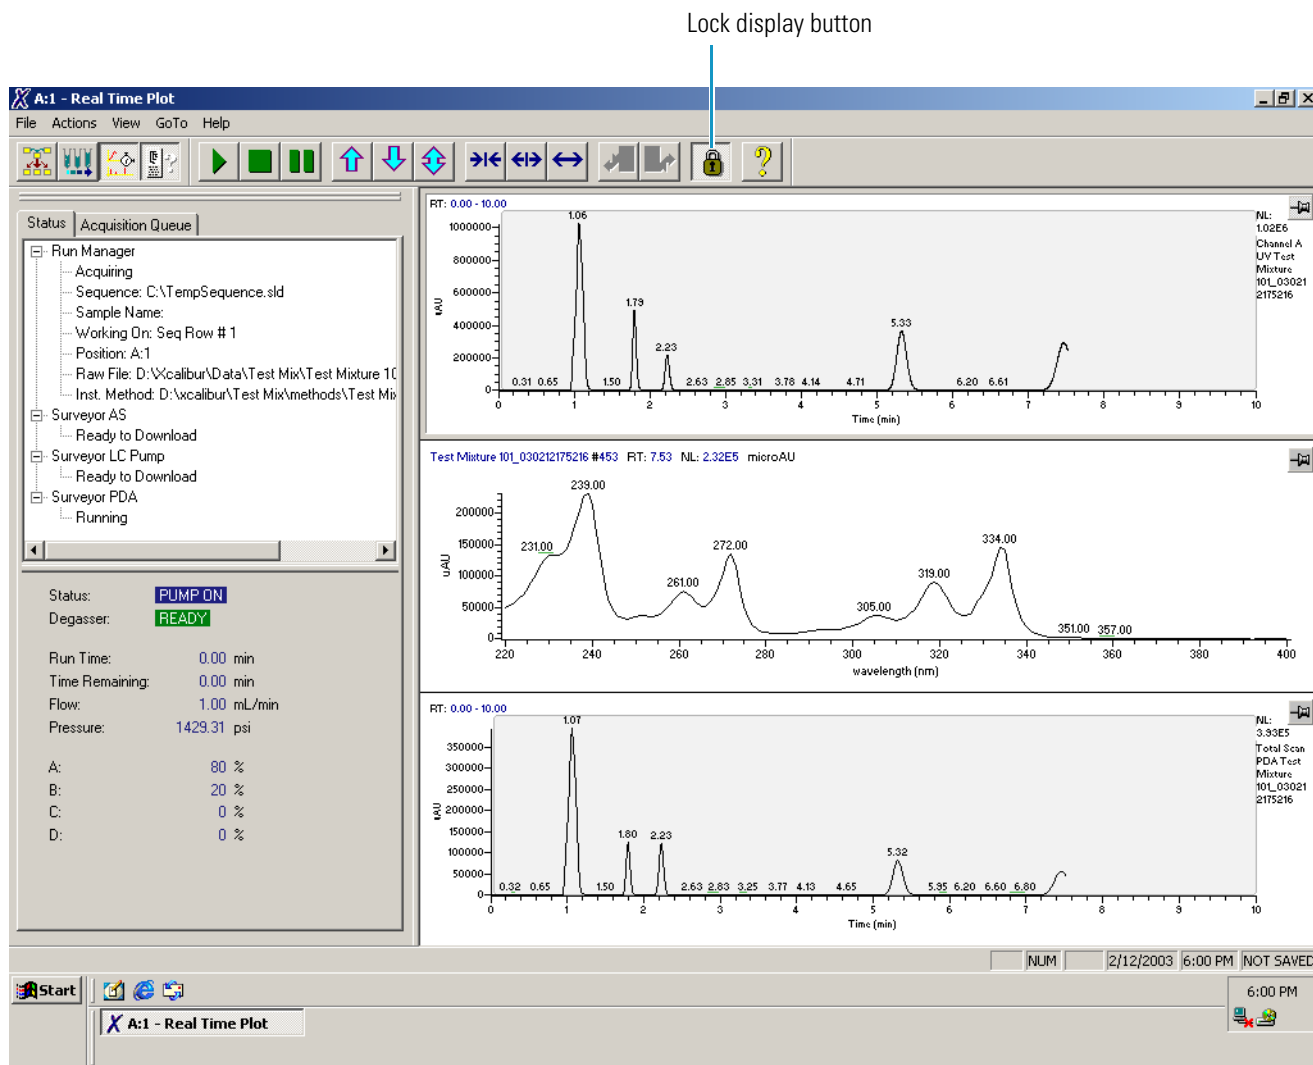 Lock display button
A:1 - Real Time Plot
File Actions View GoTo Help
Status Acquisition Queue
Run Manager
Acquiring
Sequence: C:\TempSequence.sld
Sample Name:
Working On: Seq Row # 1
Position: A:1
Raw File: D:\Xcalibur\Data\Test Mix\Test Mixture 10
Inst. Method: D:\xcalibur\Test Mix\methods\Test Mi
Surveyor AS
Ready to Download
Surveyor LC Pump
Ready to Download
Surveyor PDA
Running
Status: PUMP ON
Degasser: READY
Run Time: 0.00 min
Time Remaining: 0.00 min
Flow: 1.00 mL/min
Pressure: 1429.31 psi
A: 80 %
B: 20 %
C: 0 %
D: 0 %
RT: 0.00 - 10.00
NL:
1.02E6
Channel A
UV Test
Mixture
101_03021
2175216
1000000
800000
600000
400000
200000
0
uAU
1.06
1.79
2.23
5.33
0.31 0.65 1.50 2.63 2.85 3.31 3.78 4.14 4.71 6.20 6.61
0 1 2 3 4 5 6 7 8 9 10
Time (min)
Test Mixture 101_030212175216 #453 RT: 7.53 NL: 2.32E5 microAU
200000
150000
100000
50000
0
uAU
239.00
231.00
261.00
272.00
305.00
319.00
334.00
351.00 357.00
220 240 260 280 300 320 340 360 380 400
wavelength (nm)
RT: 0.00 - 10.00
NL:
3.93E5
Total Scan
PDA Test
Mixture
101_03021
2175216
350000
300000
250000
200000
150000
100000
50000
0
uAU
1.07
1.80 2.23
5.32
0.32 0.65 1.50 2.63 2.83 3.25 3.77 4.13 4.65 5.95 6.20 6.60 6.80
0 1 2 3 4 5 6 7 8 9 10
Time (min)
NUM 2/12/2003 6:00 PM NOT SAVED
Start
6:00 PM
A:1 - Real Time Plot